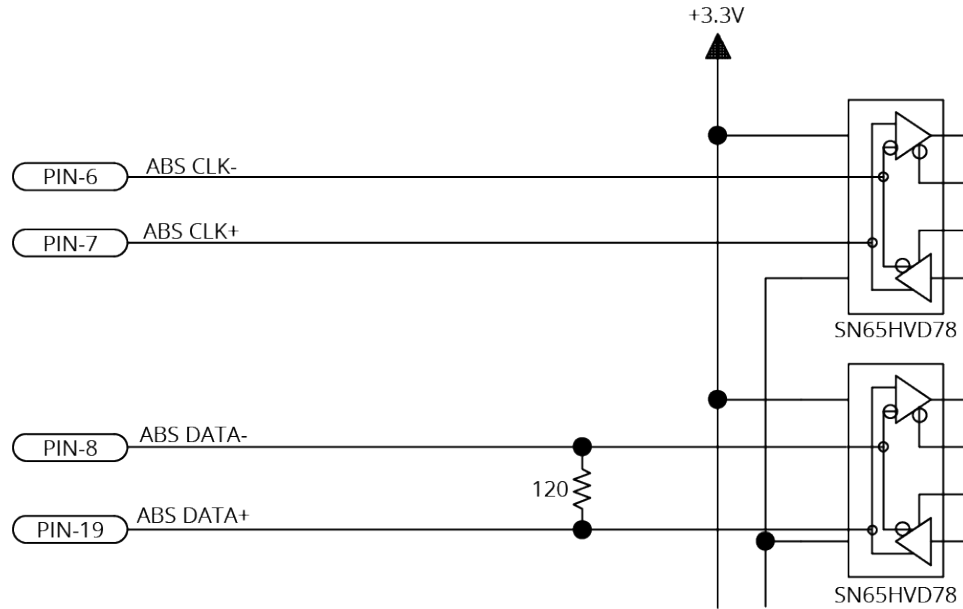 +3.3V
PIN-6 ABS CLK-
PIN-7 ABS CLK+
SN65HVD78
PIN-8 ABS DATA-
120
PIN-19 ABS DATA+
SN65HVD78